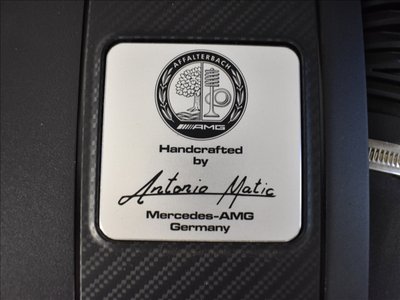 AFFALTERBACH
AMG
Handcrafted
by
Antonio Matic
Mercedes-AMG
Germany